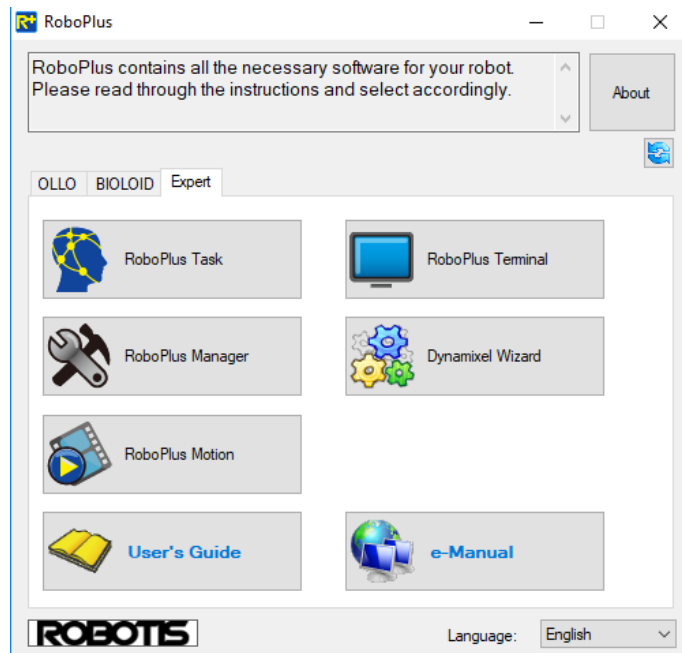 RoboPlus
RoboPlus contains all the necessary software for your robot.
Please read through the instructions and select accordingly.
About
OLLO BIOLOID Expert
RoboPlus Task
RoboPlus Terminal
RoboPlus Manager
Dynamixel Wizard
RoboPlus Motion
User's Guide
e-Manual
ROBOTIS
Language: English